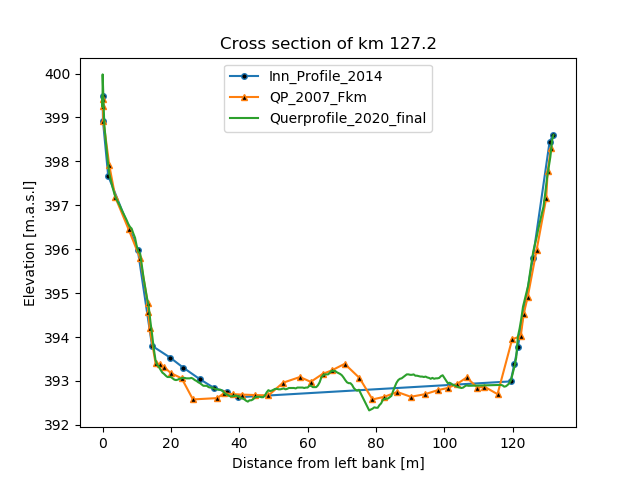 Cross section of km 127.2
Inn_Profile_2014
QP_2007_Fkm
Querprofile_2020_final
Elevation [m.a.s.l]
400
399
398
397
396
395
394
393
392
0 20 40 60 80 100 120
Distance from left bank [m]